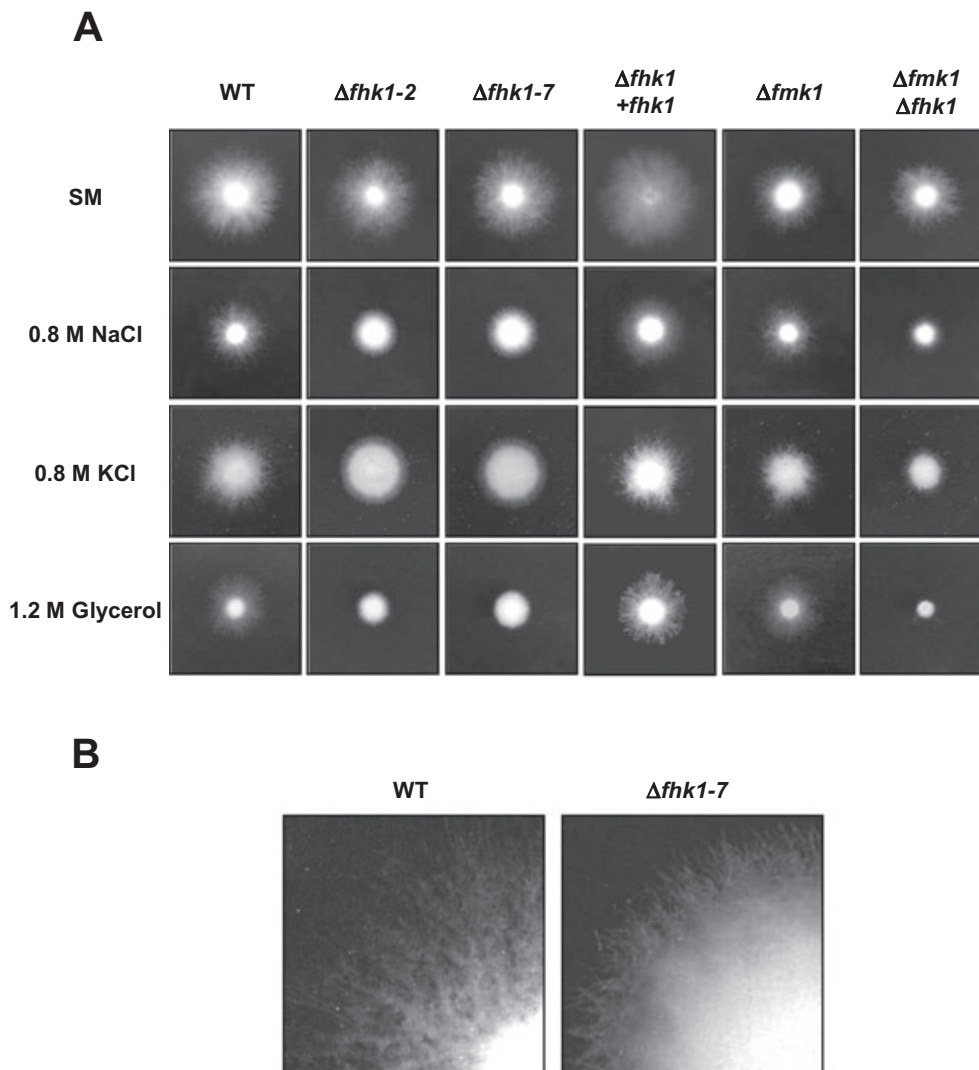 A
WT
Δfhk1-2
Δfhk1-7
Δfhk1
+fhk1
Δfmk1
Δfmk1
Δfhk1
SM
0.8 M NaCl
0.8 M KCl
1.2 M Glycerol
B
WT
Δfhk1-7